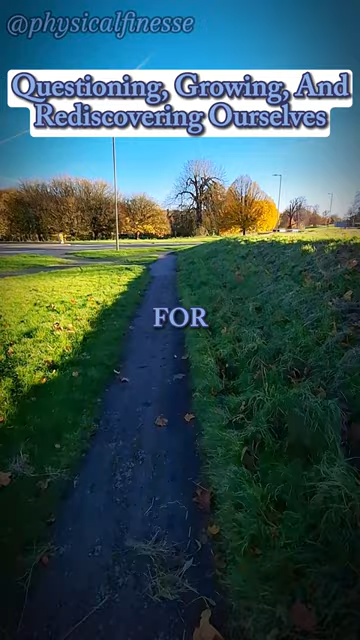 @physicalfinesse
Questioning, Growing, And
Rediscovering Ourselves
FOR